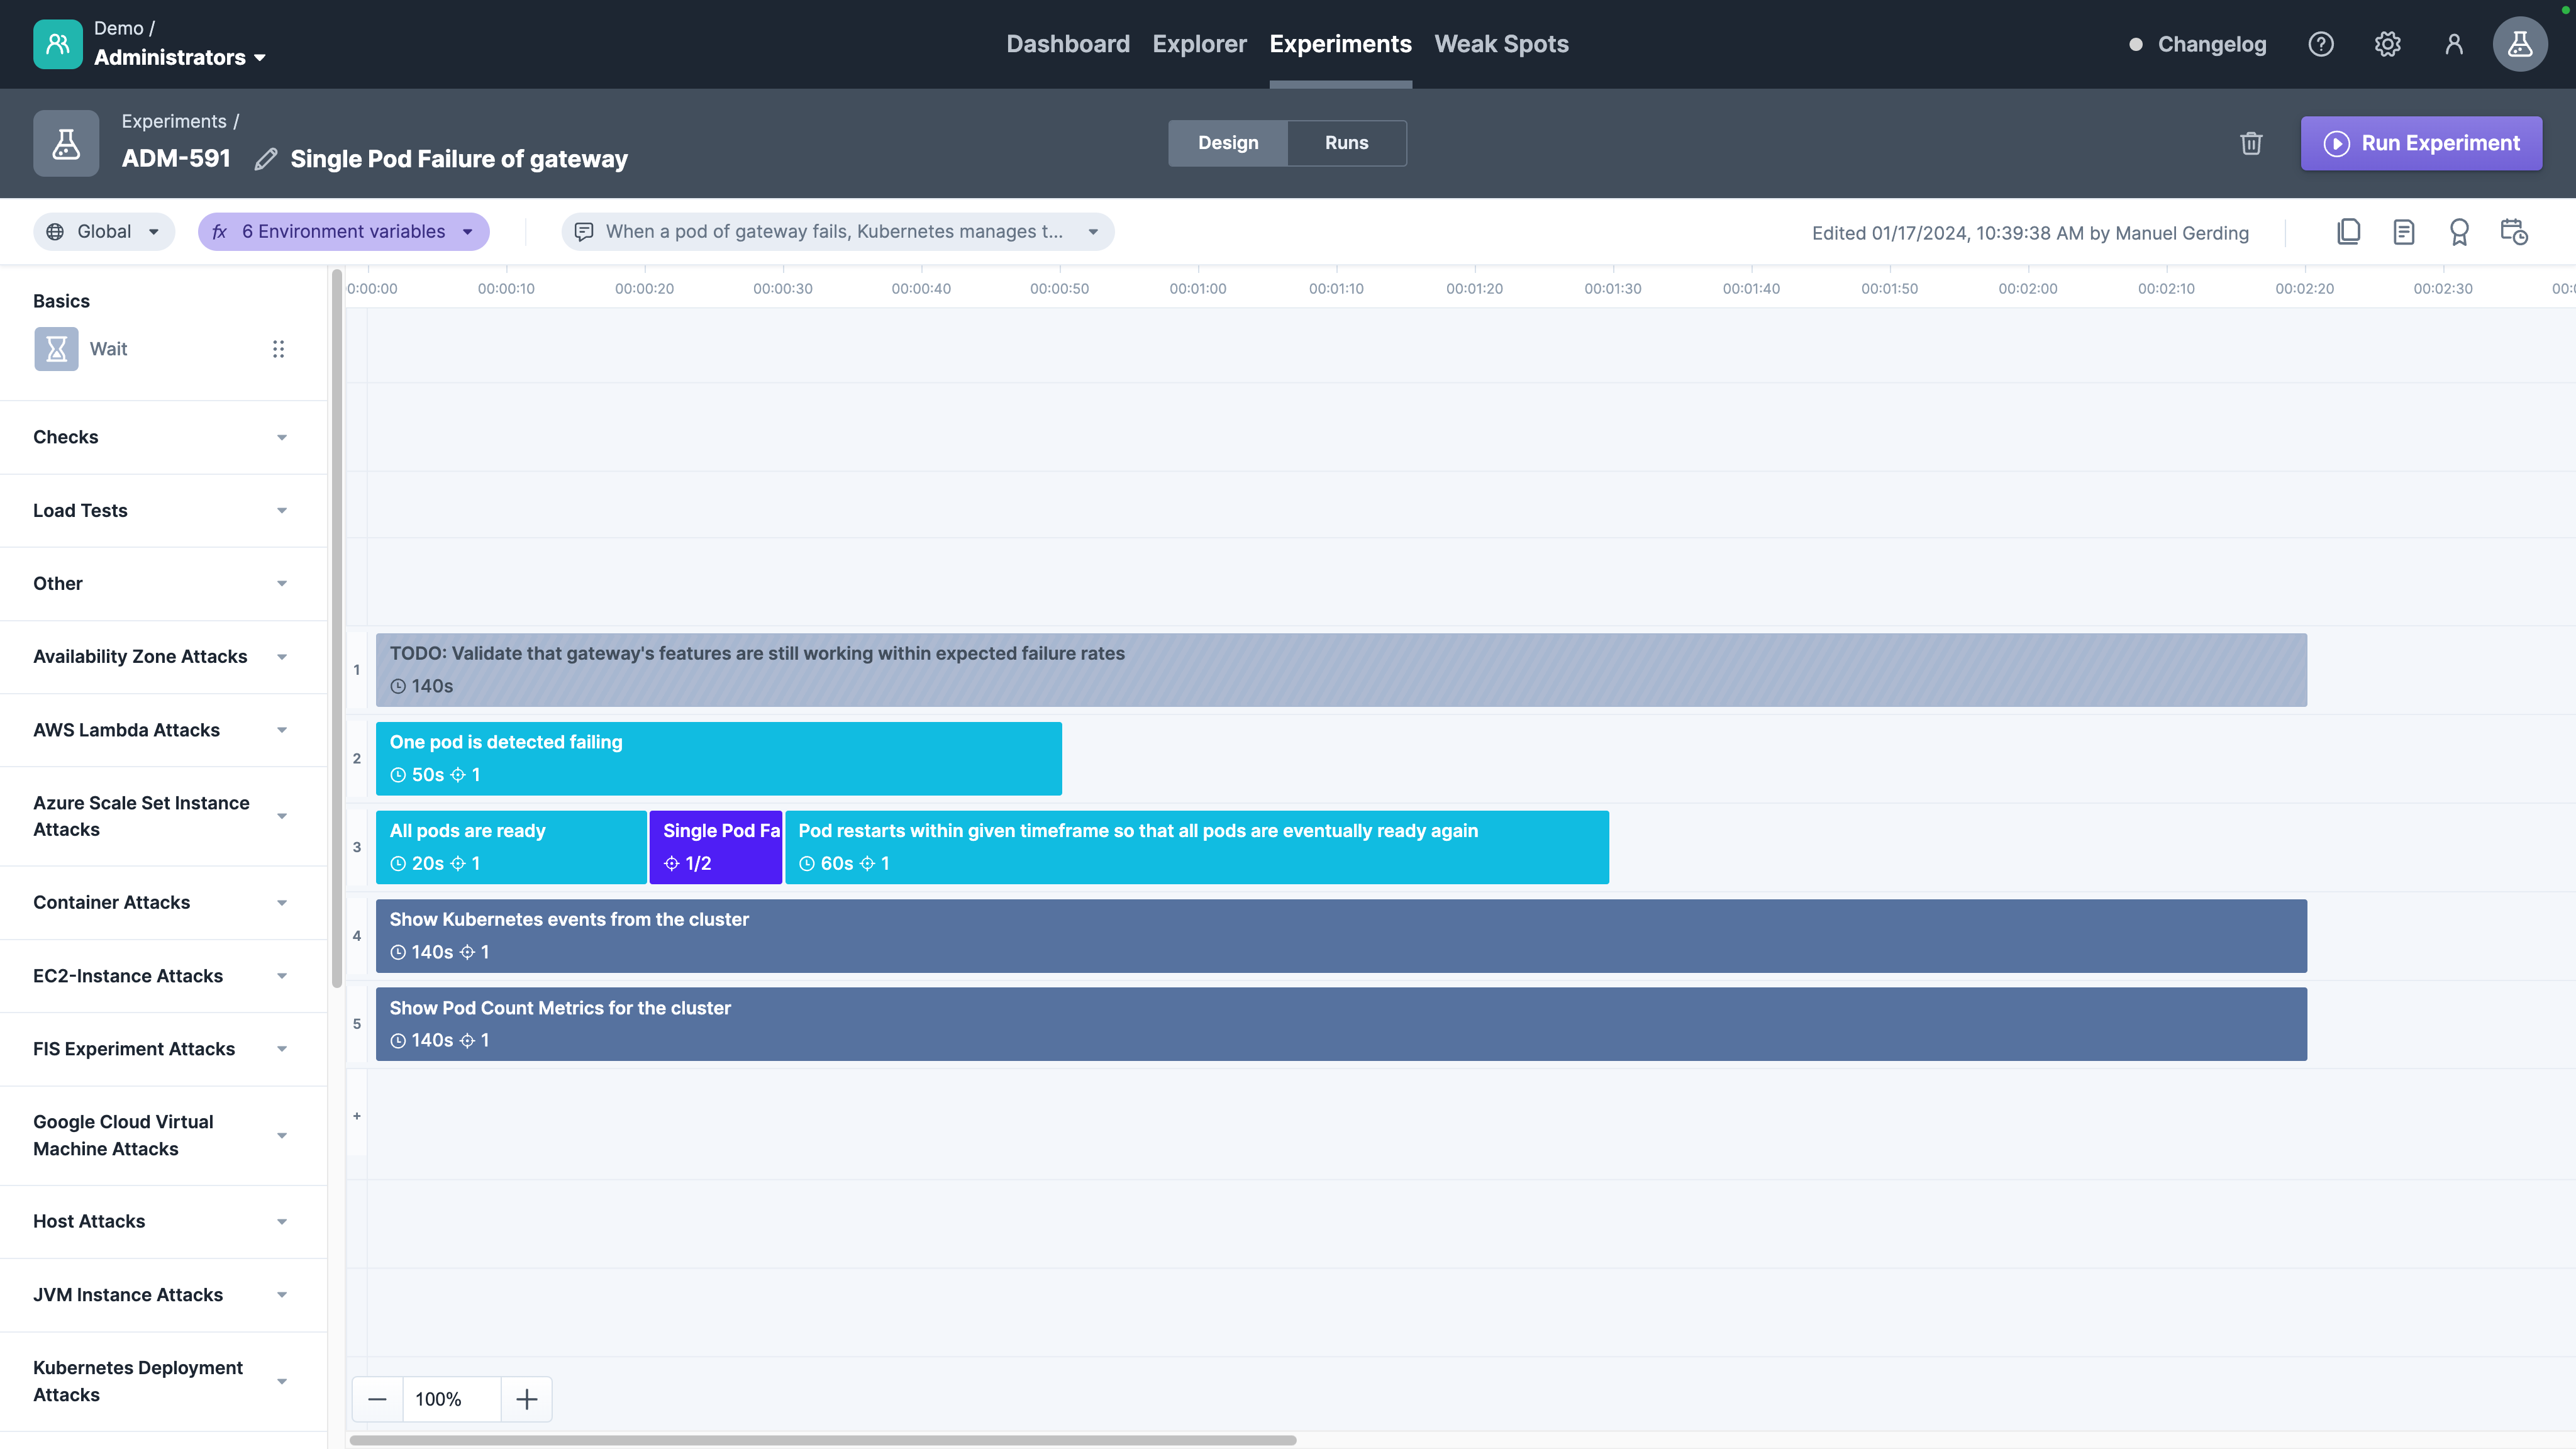 Demo /
Administrators
Dashboard Explorer Experiments Weak Spots
Changelog
Experiments /
ADM-591 Single Pod Failure of gateway
Design Runs
Run Experiment
Global
fx 6 Environment variables
When a pod of gateway fails, Kubernetes manages t...
Edited 01/17/2024, 10:39:38 AM by Manuel Gerding
Basics
Wait
Checks
Load Tests
Other
Availability Zone Attacks
AWS Lambda Attacks
Azure Scale Set Instance
Attacks
Container Attacks
EC2-Instance Attacks
FIS Experiment Attacks
Google Cloud Virtual
Machine Attacks
Host Attacks
JVM Instance Attacks
Kubernetes Deployment
Attacks
0:00:00 00:00:10 00:00:20 00:00:30 00:00:40 00:00:50 00:01:00 00:01:10 00:01:20 00:01:30 00:01:40 00:01:50 00:02:00 00:02:10 00:02:20 00:02:30 00:
1
TODO: Validate that gateway's features are still working within expected failure rates
140s
2
One pod is detected failing
50s 1
3
All pods are ready
20s 1
Single Pod Fa
1/2
Pod restarts within given timeframe so that all pods are eventually ready again
60s 1
4
Show Kubernetes events from the cluster
140s 1
5
Show Pod Count Metrics for the cluster
140s 1
+
100%